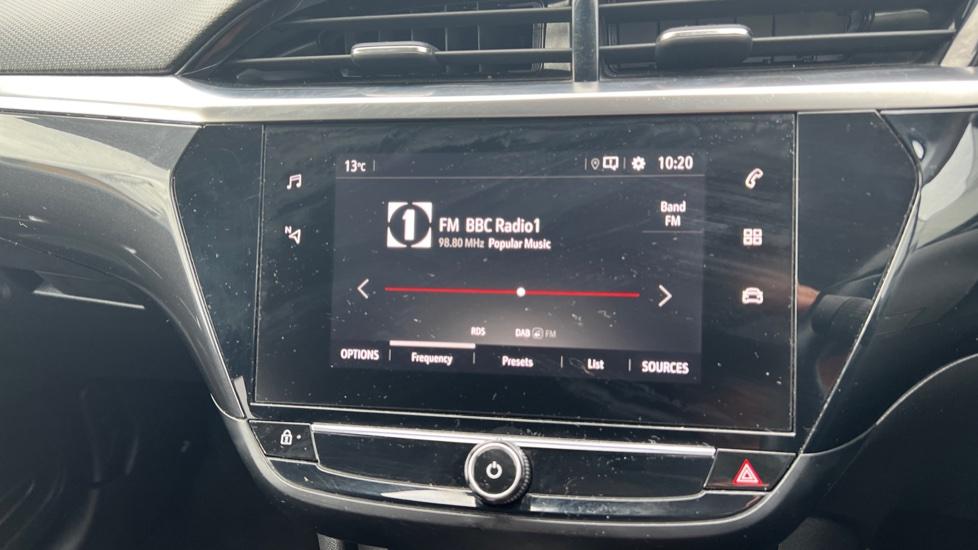 13°C 10:20
1
FM BBC Radio1
98.80 MHz Popular Music
Band
FM
N
RDS DAB FM
OPTIONS Frequency Presets List SOURCES